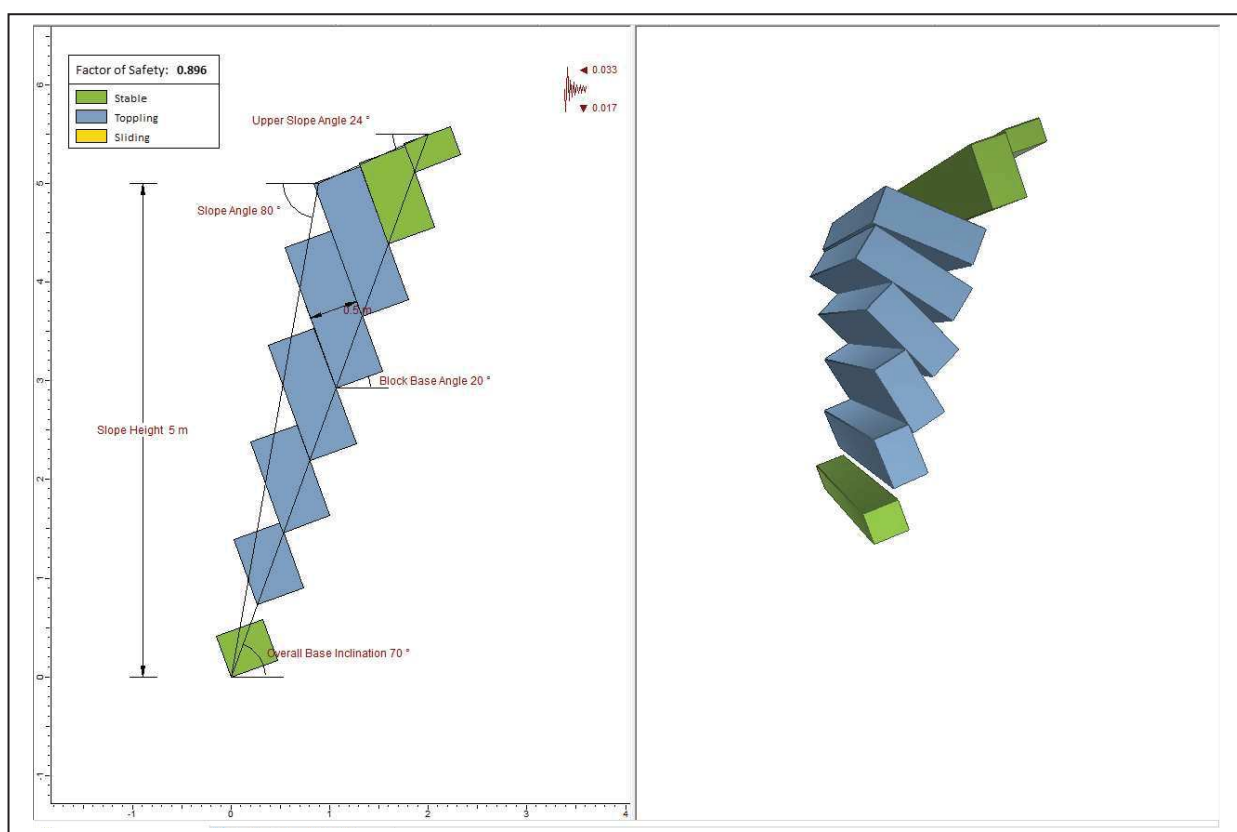 Factor of Safety: 0.896
Stable
Toppling
Sliding
0.033
0.017
Upper Slope Angle 24 °
Slope Angle 80 °
0.5 m
Block Base Angle 20 °
Slope Height 5 m
Overall Base Inclination 70 °
6
5
4
3
2
1
0
-1
0
1
2
3
4